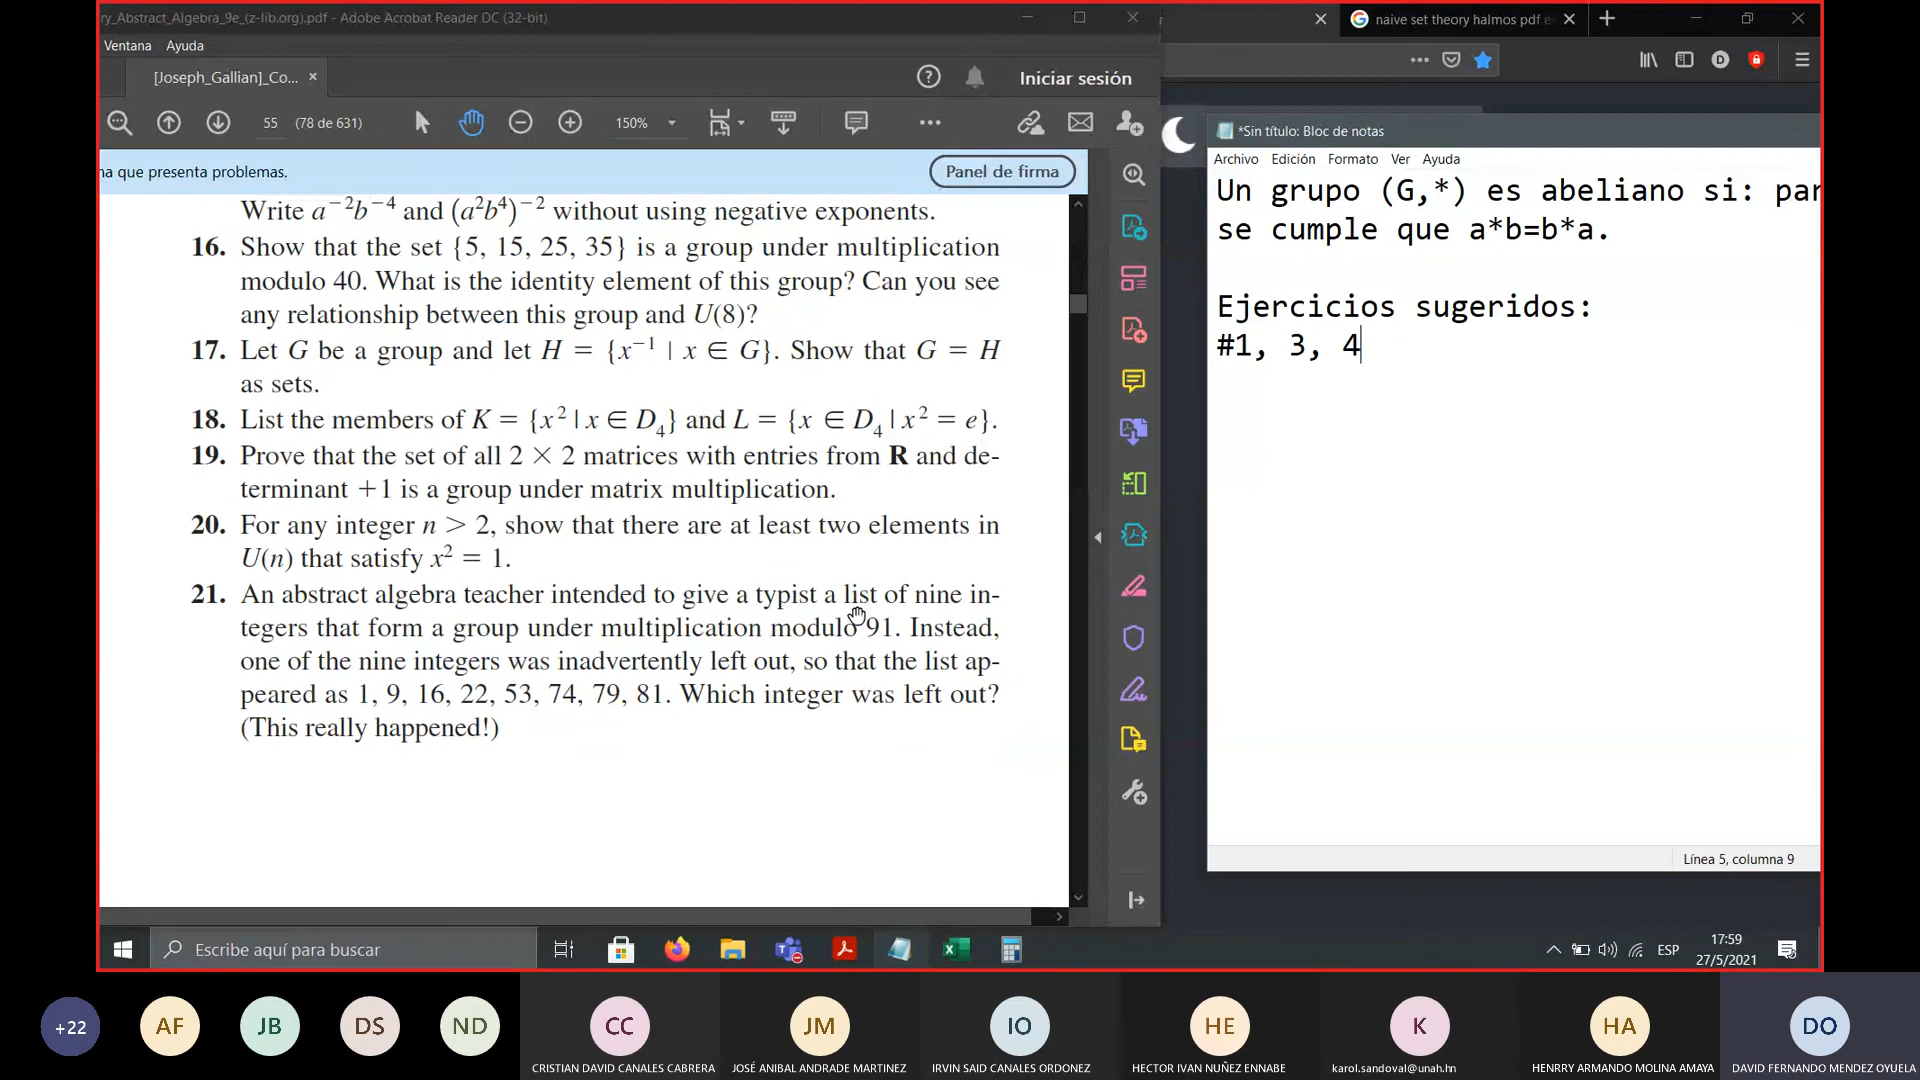 ry_Abstract_Algebra_9e_(z-lib.org).pdf - Adobe Acrobat Reader DC (32-bit)
naive set theory halmos pdf e
Ventana Ayuda
[Joseph_Gallian]_Co...
Iniciar sesión
55 (78 de 631)
150%
na que presenta problemas.
Panel de firma
Write a⁻²b⁻⁴ and (a²b⁴)⁻² without using negative exponents.
16. Show that the set {5, 15, 25, 35} is a group under multiplication
modulo 40. What is the identity element of this group? Can you see
any relationship between this group and U(8)?
17. Let G be a group and let H = {x⁻¹ | x ∈ G}. Show that G = H
as sets.
18. List the members of K = {x² | x ∈ D₄} and L = {x ∈ D₄ | x² = e}.
19. Prove that the set of all 2 × 2 matrices with entries from R and de-
terminant +1 is a group under matrix multiplication.
20. For any integer n > 2, show that there are at least two elements in
U(n) that satisfy x² = 1.
21. An abstract algebra teacher intended to give a typist a list of nine in-
tegers that form a group under multiplication modulo 91. Instead,
one of the nine integers was inadvertently left out, so that the list ap-
peared as 1, 9, 16, 22, 53, 74, 79, 81. Which integer was left out?
(This really happened!)
*Sin título: Bloc de notas
Archivo Edición Formato Ver Ayuda
Un grupo (G,*) es abeliano si: par
se cumple que a*b=b*a.
Ejercicios sugeridos:
#1, 3, 4
Línea 5, columna 9
Escribe aquí para buscar
ESP
17:59
27/5/2021
+22
AF
JB
DS
ND
CC
JM
IO
HE
K
HA
DO
CRISTIAN DAVID CANALES CABRERA
JOSÉ ANIBAL ANDRADE MARTINEZ
IRVIN SAID CANALES ORDONEZ
HECTOR IVAN NUÑEZ ENNABE
karol.sandoval@unah.hn
HENRRY ARMANDO MOLINA AMAYA
DAVID FERNANDO MENDEZ OYUELA